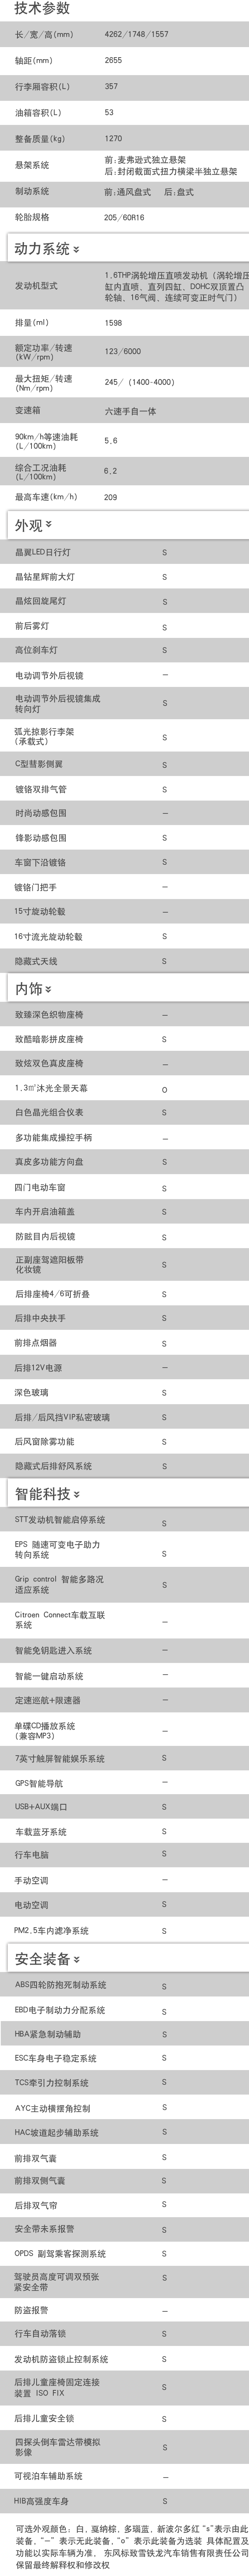 技术参数
长/宽/高(mm) 4262/1748/1557
轴距(mm) 2655
行李厢容积(L) 357
油箱容积(L) 53
整备质量(kg) 1270
悬架系统
前:麦弗逊式独立悬架
后:封闭截面式扭力横梁半独立悬架
制动系统 前:通风盘式 后:盘式
轮胎规格 205/60R16
动力系统
发动机型式
1.6THP涡轮增压直喷发动机（涡轮增压
缸内直喷，直列四缸、DOHC双顶置凸
轮轴、16气阀，连续可变正时气门）
排量(ml) 1598
额定功率/转速
(kW/rpm)
123/6000
最大扭矩/转速
(Nm/rpm)
245/（1400-4000）
变速箱 六速手自一体
90km/h等速油耗
(L/100km)
5.6
综合工况油耗
(L/100km)
6.2
最高车速(km/h) 209
外观
晶翼LED日行灯 S
晶钻星辉前大灯 S
晶炫回旋尾灯 S
前后雾灯 S
高位刹车灯 S
电动调节外后视镜 —
电动调节外后视镜集成
转向灯
S
弧光掠影行李架
（承载式）
S
C型彗影侧翼 S
镀铬双排气管 S
时尚动感包围 —
锋影动感包围 S
车窗下沿镀铬 S
镀铬门把手 —
15寸旋动轮毂 —
16寸流光旋动轮毂 S
隐藏式天线 S
内饰
致臻深色织物座椅 —
致酷暗影拼皮座椅 S
致炫双色真皮座椅 —
1.3㎡沐光全景天幕 O
白色晶光组合仪表 S
多功能集成操控手柄 —
真皮多功能方向盘 S
四门电动车窗 S
车内开启油箱盖 S
防眩目内后视镜 S
正副座驾遮阳板带
化妆镜
S
后排座椅4/6可折叠 S
后排中央扶手 S
前排点烟器 S
后排12V电源 —
深色玻璃 S
后排/后风挡VIP私密玻璃 S
后风窗除雾功能 S
隐藏式后排舒风系统 S
智能科技
STT发动机智能启停系统 S
EPS 随速可变电子助力
转向系统
S
Grip control 智能多路况
适应系统
S
Citroen Connect车载互联
系统
—
智能免钥匙进入系统 —
智能一键启动系统 —
定速巡航+限速器 —
单碟CD播放系统
（兼容MP3）
—
7英寸触屏智能娱乐系统 S
GPS智能导航 —
USB+AUX端口 S
车载蓝牙系统 S
行车电脑 S
手动空调 —
电动空调 S
PM2.5车内滤净系统 S
安全装备
ABS四轮防抱死制动系统 S
EBD电子制动力分配系统 S
HBA紧急制动辅助 S
ESC车身电子稳定系统 S
TCS牵引力控制系统 S
AYC主动横摆角控制 S
HAC坡道起步辅助系统 S
前排双气囊 S
前排双侧气囊 S
后排双气帘 S
安全带未系报警 S
OPDS 副驾乘客探测系统 S
驾驶员高度可调双预张
紧安全带
S
防盗报警 —
行车自动落锁 S
发动机防盗锁止控制系统 S
后排儿童座椅固定连接
装置 ISO FIX
S
后排儿童安全锁 S
四探头倒车雷达带模拟
影像
S
可视泊车辅助系统 —
HIB高强度车身 S
可选外观颜色：白，戛纳棕，多瑙蓝，新波尔多红 "s"表示由此
装备，"—" 表示无此装备，"o" 表示此装备为选装 具体配置及
功能以实际车辆为准， 东风标致雪铁龙汽车销售有限责任公司
保留最终解释权和修改权